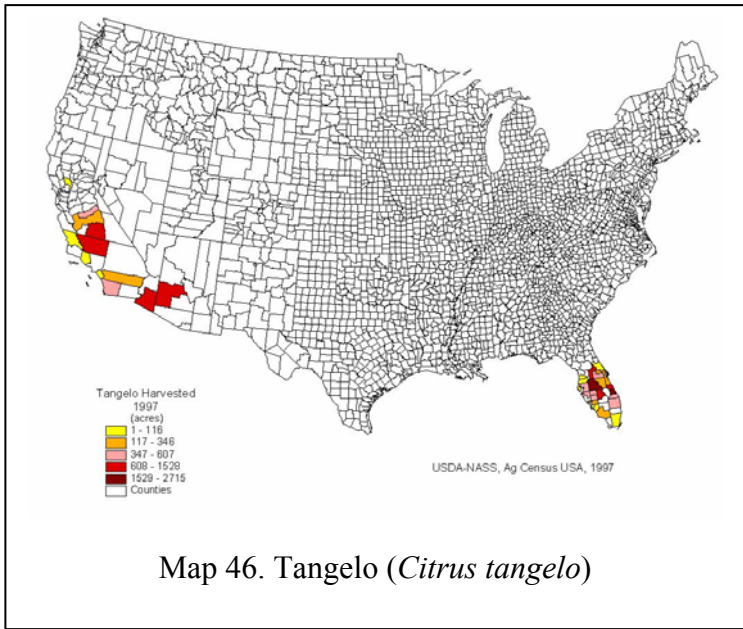 Tangelo Harvested
1997
(acres)
1 - 116
117 - 346
347 - 607
608 - 1528
1529 - 2715
Counties
USDA-NASS, Ag Census USA, 1997
Map 46. Tangelo (Citrus tangelo)